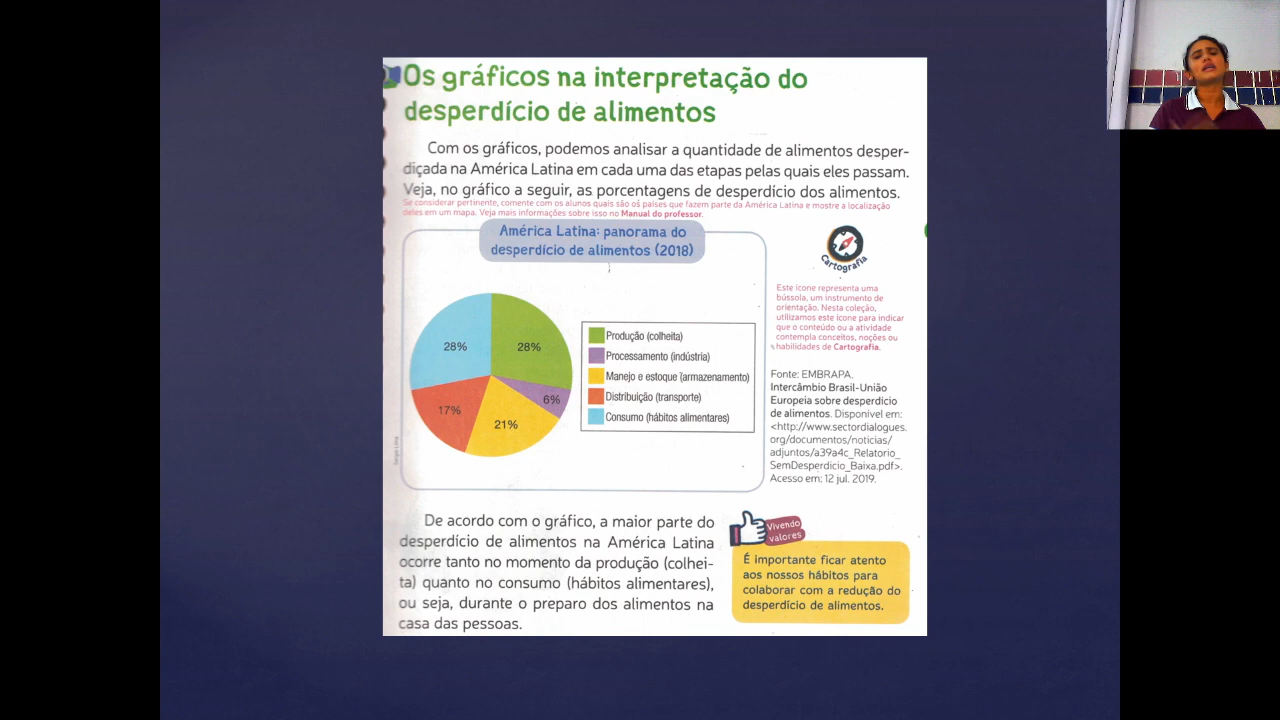 Os gráficos na interpretação do
desperdício de alimentos
Com os gráficos, podemos analisar a quantidade de alimentos desper-
diçada na América Latina em cada uma das etapas pelas quais eles passam.
Veja, no gráfico a seguir, as porcentagens de desperdício dos alimentos.
Se considerar pertinente, comente com os alunos quais são os países que fazem parte da América Latina e mostre a localização
deles em um mapa. Veja mais informações sobre isso no Manual do professor.
América Latina: panorama do
desperdício de alimentos (2018)
28%
28%
6%
17%
21%
Produção (colheita)
Processamento (indústria)
Manejo e estoque (armazenamento)
Distribuição (transporte)
Consumo (hábitos alimentares)
Cartografia
Este ícone representa uma
bússola, um instrumento de
orientação. Nesta coleção,
utilizamos este ícone para indicar
que o conteúdo ou a atividade
contempla conceitos, noções ou
habilidades de Cartografia.
Fonte: EMBRAPA.
Intercâmbio Brasil-União
Europeia sobre desperdício
de alimentos. Disponível em:
<http://www.sectordialogues.
org/documentos/noticias/
adjuntos/a39a4c_Relatorio_
SemDesperdicio_Baixa.pdf>.
Acesso em: 12 jul. 2019.
De acordo com o gráfico, a maior parte do
desperdício de alimentos na América Latina
ocorre tanto no momento da produção (colhei-
ta) quanto no consumo (hábitos alimentares),
ou seja, durante o preparo dos alimentos na
casa das pessoas.
Vivendo
valores
É importante ficar atento
aos nossos hábitos para
colaborar com a redução do
desperdício de alimentos.